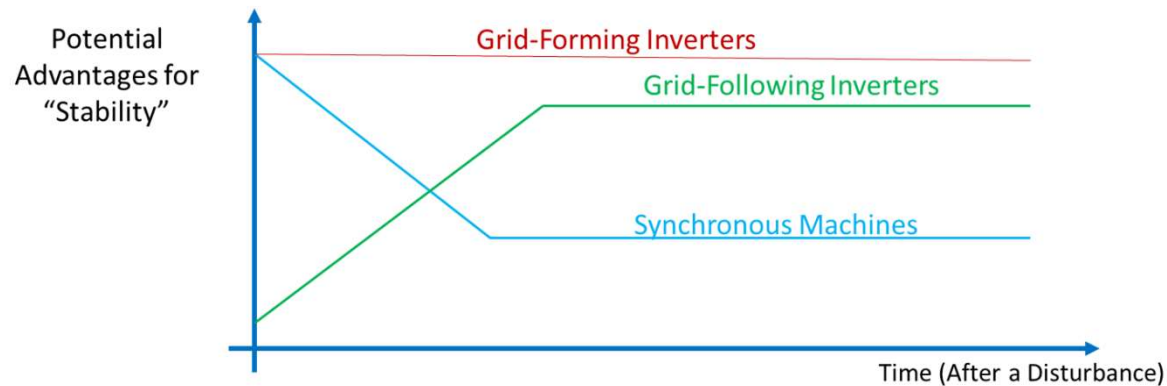 Potential
Advantages for
“Stability”
Grid-Forming Inverters
Grid-Following Inverters
Synchronous Machines
Time (After a Disturbance)